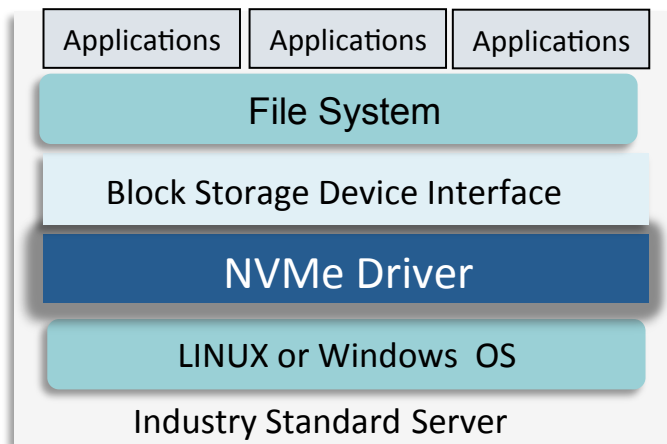 Applications Applications Applications
File System
Block Storage Device Interface
NVMe Driver
LINUX or Windows OS
Industry Standard Server